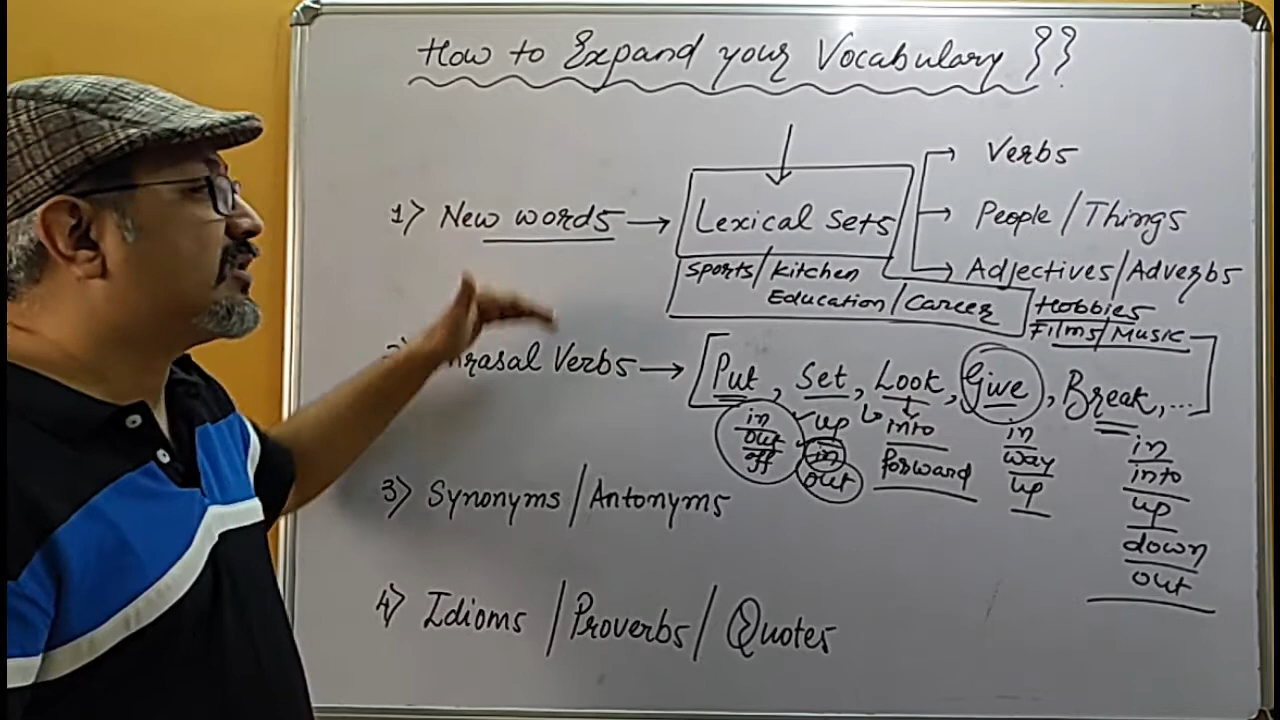 How to Expand your Vocabulary ??
1) New words → Lexical Sets
Verbs
People / Things
Adjectives / Adverbs
Sports / Kitchen
Education / Career
Hobbies
Films / Music
Verbs → Put, Set, Look, Give, Break, ...
in
out
off
up
in
out
into
forward
in
way
up
in
into
up
down
out
3) Synonyms / Antonyms
4) Idioms / Proverbs / Quotes